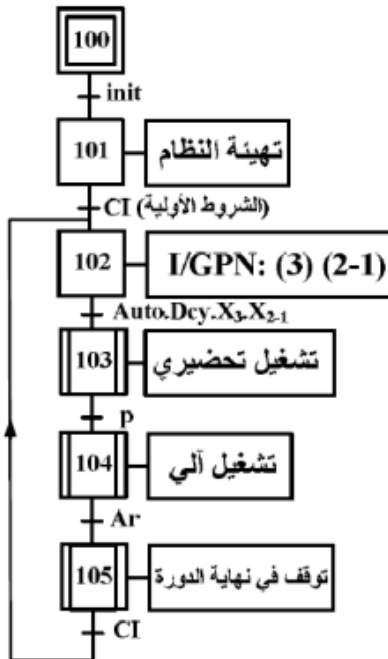 100
init
101 تهيئة النظام
CI (الشروط الأولية)
102 I/GPN: (3) (2-1)
Auto.Dcy.X3.X2-1
103 تشغيل تحضيري
p
104 تشغيل آلي
Ar
105 توقف في نهاية الدورة
CI